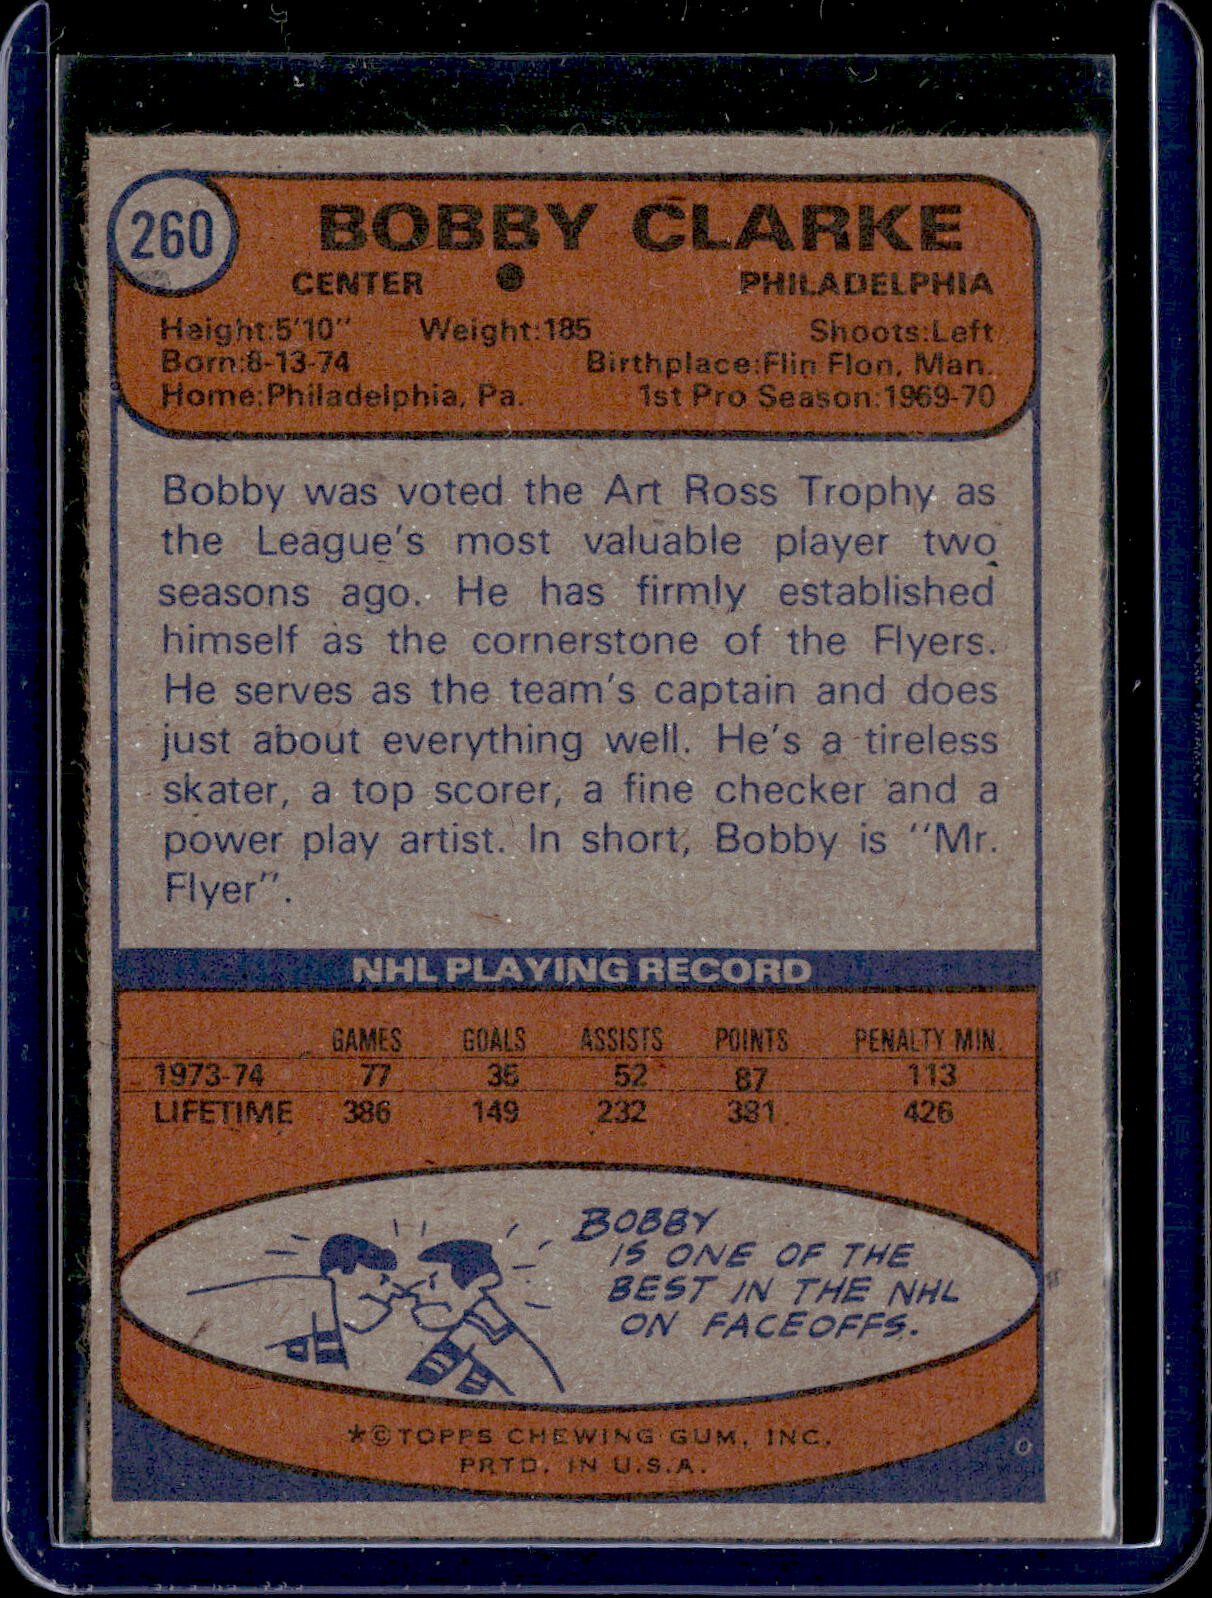 260
BOBBY CLARKE
CENTER PHILADELPHIA
Height:5'10" Weight:185 Shoots:Left
Born:8-13-74 Birthplace:Flin Flon, Man.
Home:Philadelphia, Pa. 1st Pro Season:1969-70
Bobby was voted the Art Ross Trophy as
the League's most valuable player two
seasons ago. He has firmly established
himself as the cornerstone of the Flyers.
He serves as the team's captain and does
just about everything well. He's a tireless
skater, a top scorer, a fine checker and a
power play artist. In short, Bobby is "Mr.
Flyer".
NHL PLAYING RECORD
GAMES GOALS ASSISTS POINTS PENALTY MIN.
1973-74 77 35 52 87 113
LIFETIME 386 149 232 381 426
BOBBY
IS ONE OF THE
BEST IN THE NHL
ON FACEOFFS.
*©TOPPS CHEWING GUM, INC.
PRTD. IN U.S.A.